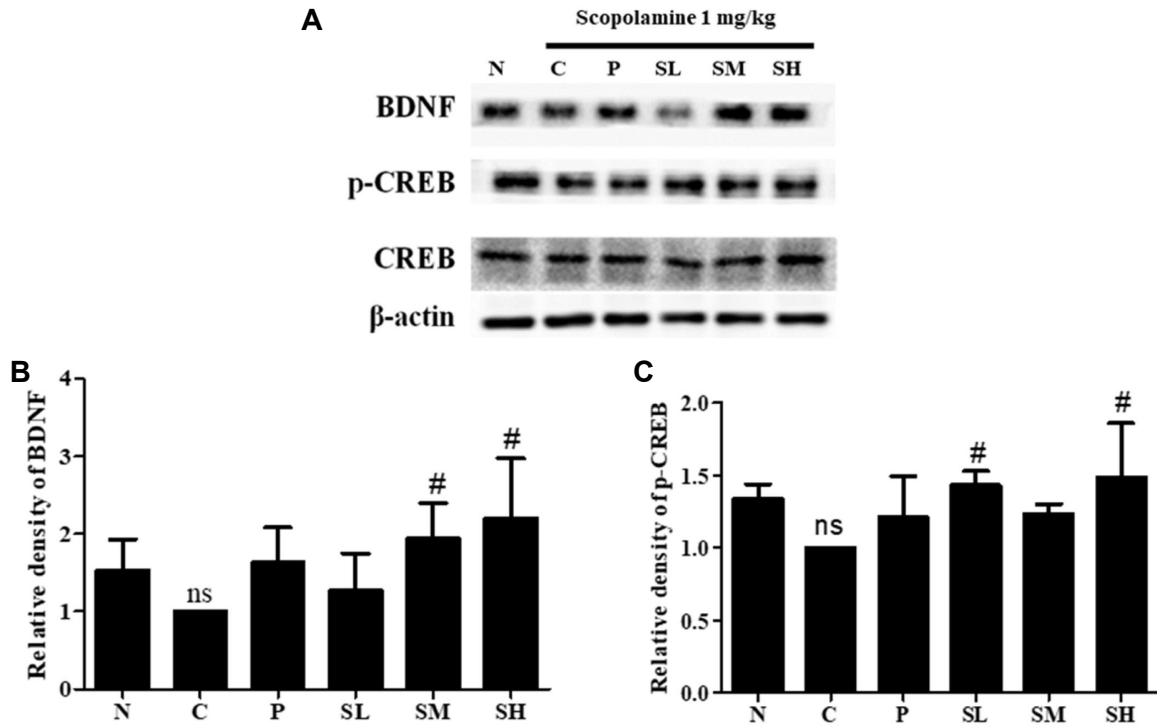 A
Scopolamine 1 mg/kg
N C P SL SM SH
BDNF
p-CREB
CREB
β-actin
B
Relative density of BDNF
4
3
2
1
0
ns
#
#
N C P SL SM SH
C
Relative density of p-CREB
2.0
1.5
1.0
0.5
0.0
ns
#
#
N C P SL SM SH